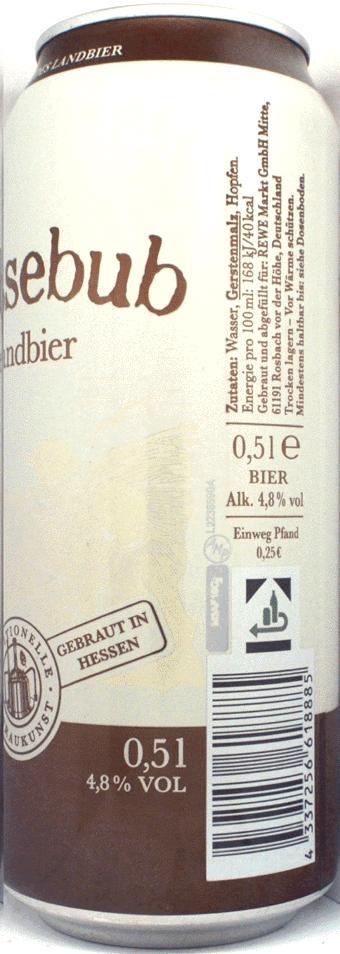 S LANDBIER
sebub
andbier
Zutaten: Wasser, Gerstenmalz, Hopfen.
Energie pro 100 ml: 168 kJ/40 kcal
Gebraut und abgefüllt für: REWE Markt GmbH Mitte,
61191 Rosbach vor der Höhe, Deutschland
Trocken lagern – Vor Wärme schützen.
Mindestens haltbar bis: siehe Dosenboden.
0,5l e
BIER
Alk. 4,8% vol
Einweg Pfand
0,25€
TIONELLE
RAUKUNST
GEBRAUT IN
HESSEN
0,5l
4,8% VOL
4 337256 618885